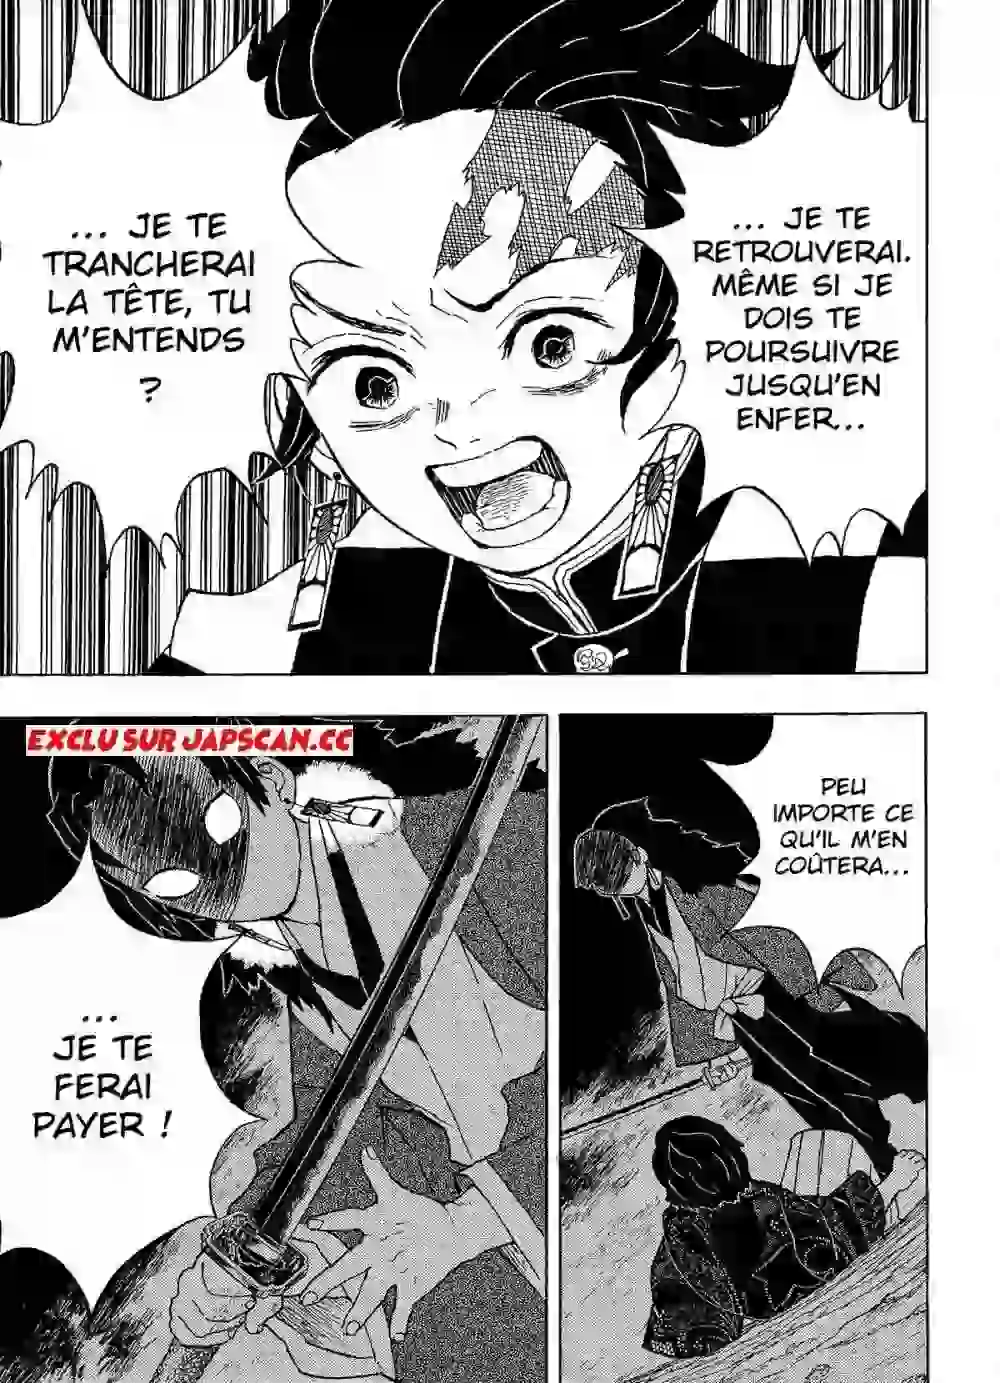 ... JE TE
RETROUVERAI.
MÊME SI JE
DOIS TE
POURSUIVRE
JUSQU'EN
ENFER...
... JE TE
TRANCHERAI
LA TÊTE, TU
M'ENTENDS
?
PEU
IMPORTE CE
QU'IL M'EN
COÛTERA...
EXCLU SUR JAPSCAN.CC
...
JE TE
FERAI
PAYER !